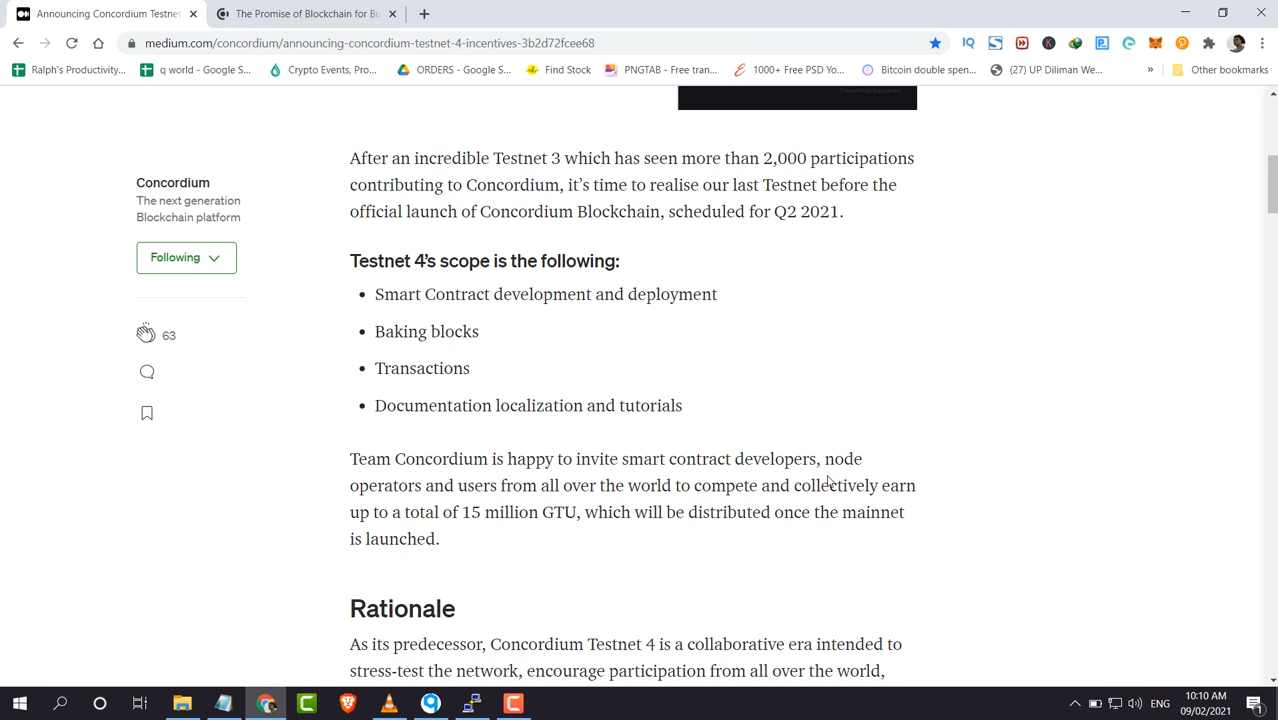 Announcing Concordium Testnet
The Promise of Blockchain for Bu
medium.com/concordium/announcing-concordium-testnet-4-incentives-3b2d72fcee68
Ralph's Productivity...
q world - Google S...
Crypto Events, Pro...
ORDERS - Google S...
Find Stock
PNGTAB - Free tran...
1000+ Free PSD Yo...
Bitcoin double spen...
(27) UP Diliman We...
Other bookmarks
After an incredible Testnet 3 which has seen more than 2,000 participations
contributing to Concordium, it's time to realise our last Testnet before the
official launch of Concordium Blockchain, scheduled for Q2 2021.
Concordium
The next generation
Blockchain platform
Following
63
Testnet 4's scope is the following:
• Smart Contract development and deployment
• Baking blocks
• Transactions
• Documentation localization and tutorials
Team Concordium is happy to invite smart contract developers, node
operators and users from all over the world to compete and collectively earn
up to a total of 15 million GTU, which will be distributed once the mainnet
is launched.
Rationale
As its predecessor, Concordium Testnet 4 is a collaborative era intended to
stress-test the network, encourage participation from all over the world,
ENG
10:10 AM
09/02/2021